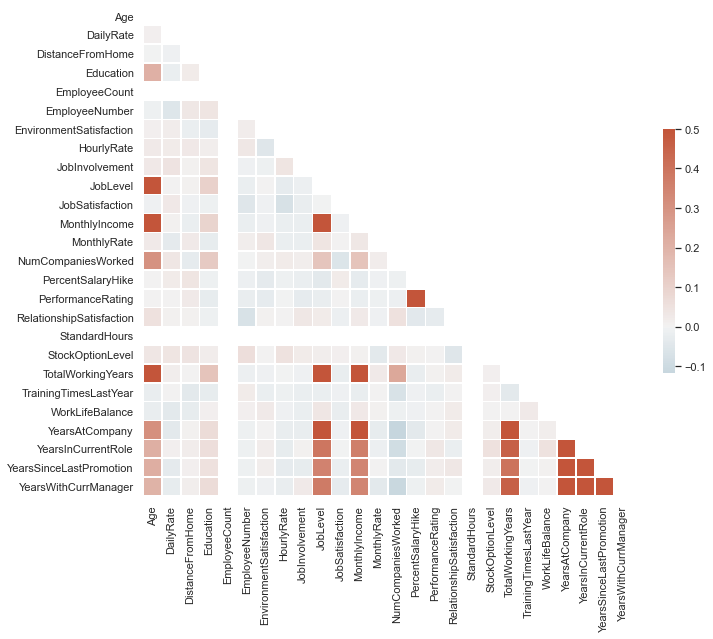 Age
DailyRate
DistanceFromHome
Education
EmployeeCount
EmployeeNumber
EnvironmentSatisfaction
HourlyRate
JobInvolvement
JobLevel
JobSatisfaction
MonthlyIncome
MonthlyRate
NumCompaniesWorked
PercentSalaryHike
PerformanceRating
RelationshipSatisfaction
StandardHours
StockOptionLevel
TotalWorkingYears
TrainingTimesLastYear
WorkLifeBalance
YearsAtCompany
YearsInCurrentRole
YearsSinceLastPromotion
YearsWithCurrManager
Age
DailyRate
DistanceFromHome
Education
EmployeeCount
EmployeeNumber
EnvironmentSatisfaction
HourlyRate
JobInvolvement
JobLevel
JobSatisfaction
MonthlyIncome
MonthlyRate
NumCompaniesWorked
PercentSalaryHike
PerformanceRating
RelationshipSatisfaction
StandardHours
StockOptionLevel
TotalWorkingYears
TrainingTimesLastYear
WorkLifeBalance
YearsAtCompany
YearsInCurrentRole
YearsSinceLastPromotion
YearsWithCurrManager
0.5
0.4
0.3
0.2
0.1
0.0
−0.1